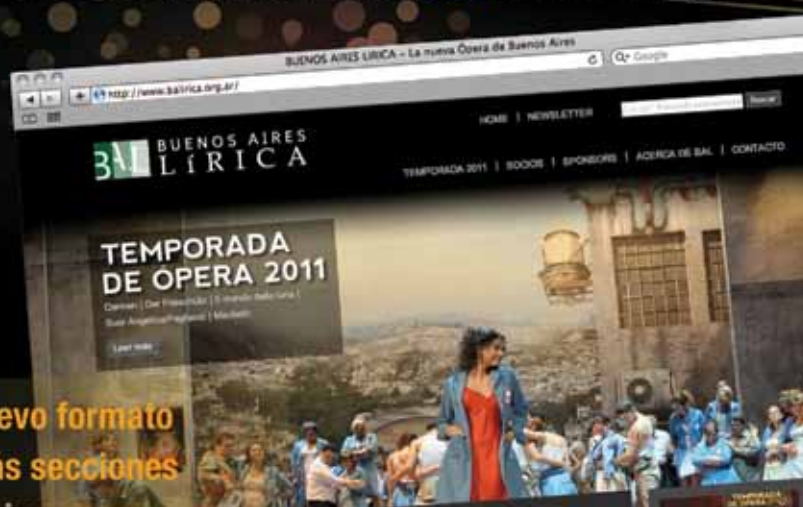 BUENOS AIRES LIRICA - La nueva Ópera de Buenos Aires
http://www.balirica.org.ar/
Google
HOME | NEWSLETTER
Buscar
BAL BUENOS AIRES
LíRICA
TEMPORADA 2011 | SOCIOS | SPONSORS | ACERCA DE BAL | CONTACTO
TEMPORADA
DE ÓPERA 2011
Carmen | Der Freischütz | Il mondo della luna |
Suor Angelica/Pagliacci | Macbeth
Leer más
evo formato
as secciones
TEMPORADA
DE OPERA